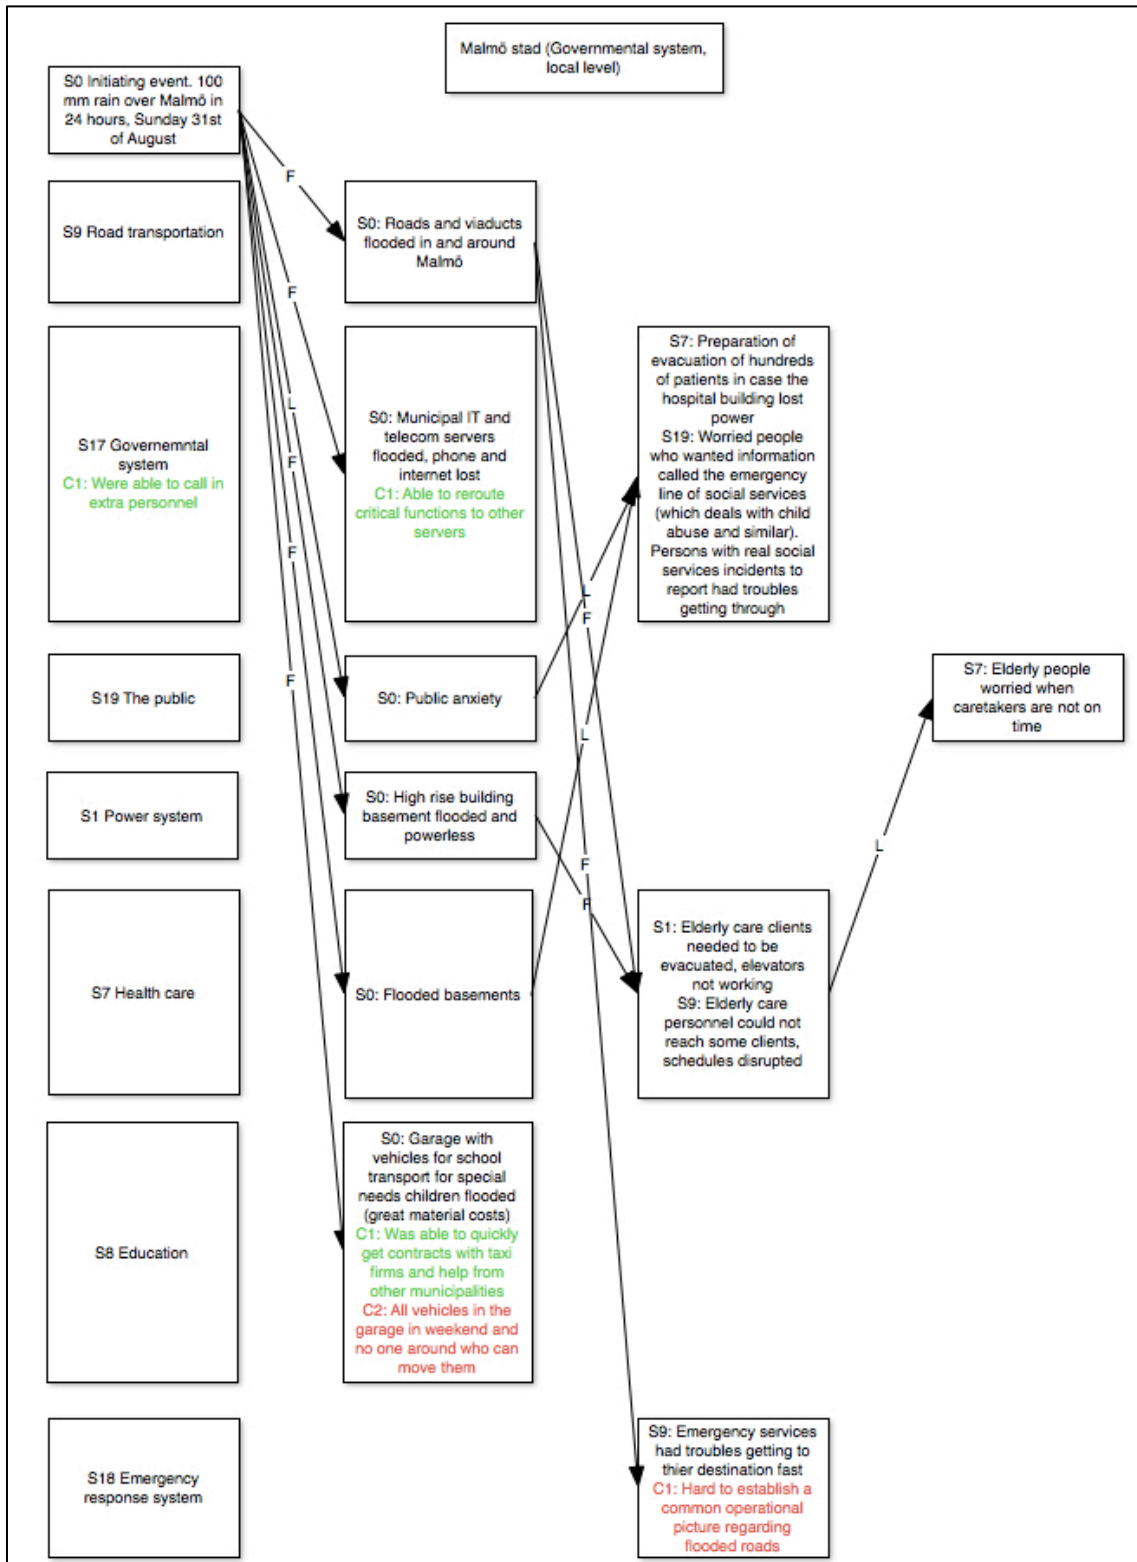 Malmö stad (Governmental system,
local level)
S0 Initiating event. 100
mm rain over Malmö in
24 hours, Sunday 31st
of August
F
S9 Road transportation
S0: Roads and viaducts
flooded in and around
Malmö
F
S17 Governemntal
system
C1: Were able to call in
extra personnel
L
F
F
S0: Municipal IT and
telecom servers
flooded, phone and
internet lost
C1: Able to reroute
critical functions to other
servers
S7: Preparation of
evacuation of hundreds
of patients in case the
hospital building lost
power
S19: Worried people
who wanted information
called the emergency
line of social services
(which deals with child
abuse and similar).
Persons with real social
services incidents to
report had troubles
getting through
L
F
S19 The public
F
S0: Public anxiety
L
S7: Elderly people
worried when
caretakers are not on
time
S1 Power system
S0: High rise building
basement flooded and
powerless
F
F
L
S7 Health care
S0: Flooded basements
S1: Elderly care clients
needed to be
evacuated, elevators
not working
S9: Elderly care
personnel could not
reach some clients,
schedules disrupted
S8 Education
S0: Garage with
vehicles for school
transport for special
needs children flooded
(great material costs)
C1: Was able to quickly
get contracts with taxi
firms and help from
other municipalities
C2: All vehicles in the
garage in weekend and
no one around who can
move them
S18 Emergency
response system
S9: Emergency services
had troubles getting to
thier destination fast
C1: Hard to establish a
common operational
picture regarding
flooded roads